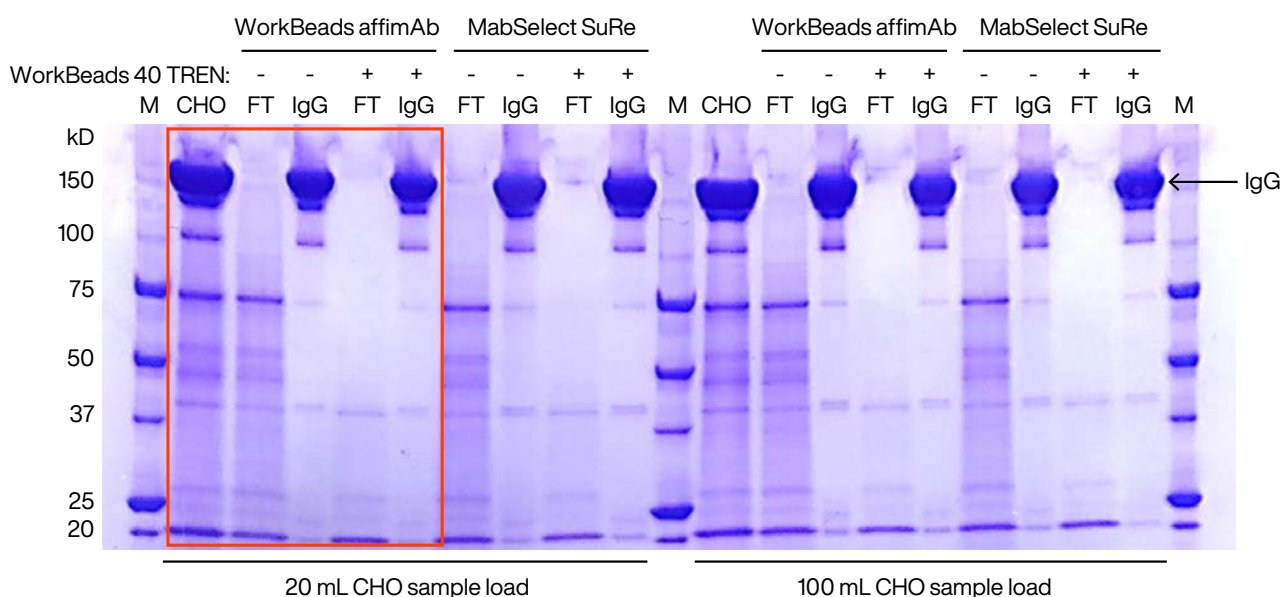 WorkBeads affimAb MabSelect SuRe WorkBeads affimAb MabSelect SuRe
WorkBeads 40 TREN: - - + + - - + + - - + + - - + +
M CHO FT IgG FT IgG FT IgG FT IgG M CHO FT IgG FT IgG FT IgG FT IgG M
kD
150
IgG
100
75
50
37
25
20
20 mL CHO sample load 100 mL CHO sample load